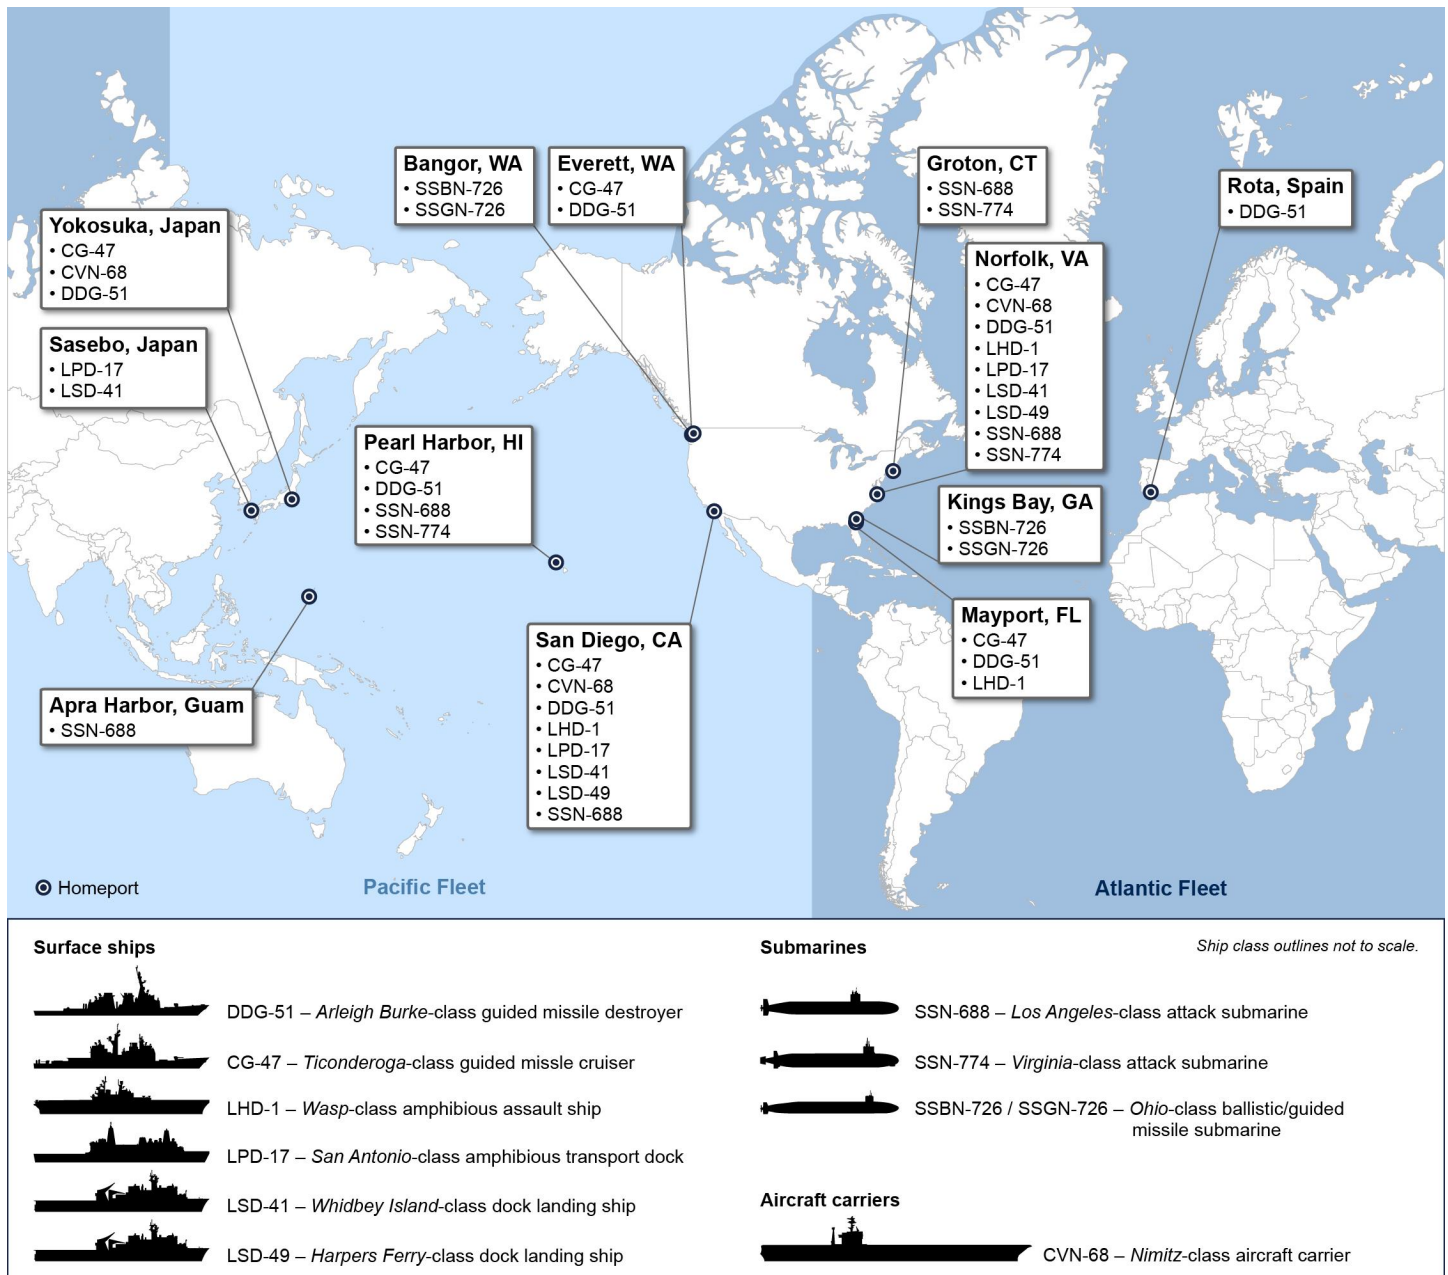 Bangor, WA
• SSBN-726
• SSGN-726
Everett, WA
• CG-47
• DDG-51
Groton, CT
• SSN-688
• SSN-774
Rota, Spain
• DDG-51
Yokosuka, Japan
• CG-47
• CVN-68
• DDG-51
Norfolk, VA
• CG-47
• CVN-68
• DDG-51
• LHD-1
• LPD-17
• LSD-41
• LSD-49
• SSN-688
• SSN-774
Sasebo, Japan
• LPD-17
• LSD-41
Pearl Harbor, HI
• CG-47
• DDG-51
• SSN-688
• SSN-774
Kings Bay, GA
• SSBN-726
• SSGN-726
Mayport, FL
• CG-47
• DDG-51
• LHD-1
San Diego, CA
• CG-47
• CVN-68
• DDG-51
• LHD-1
• LPD-17
• LSD-41
• LSD-49
• SSN-688
Apra Harbor, Guam
• SSN-688
Homeport
Pacific Fleet
Atlantic Fleet
Surface ships
DDG-51 – Arleigh Burke-class guided missile destroyer
CG-47 – Ticonderoga-class guided missle cruiser
LHD-1 – Wasp-class amphibious assault ship
LPD-17 – San Antonio-class amphibious transport dock
LSD-41 – Whidbey Island-class dock landing ship
LSD-49 – Harpers Ferry-class dock landing ship
Submarines
Ship class outlines not to scale.
SSN-688 – Los Angeles-class attack submarine
SSN-774 – Virginia-class attack submarine
SSBN-726 / SSGN-726 – Ohio-class ballistic/guided
missile submarine
Aircraft carriers
CVN-68 – Nimitz-class aircraft carrier